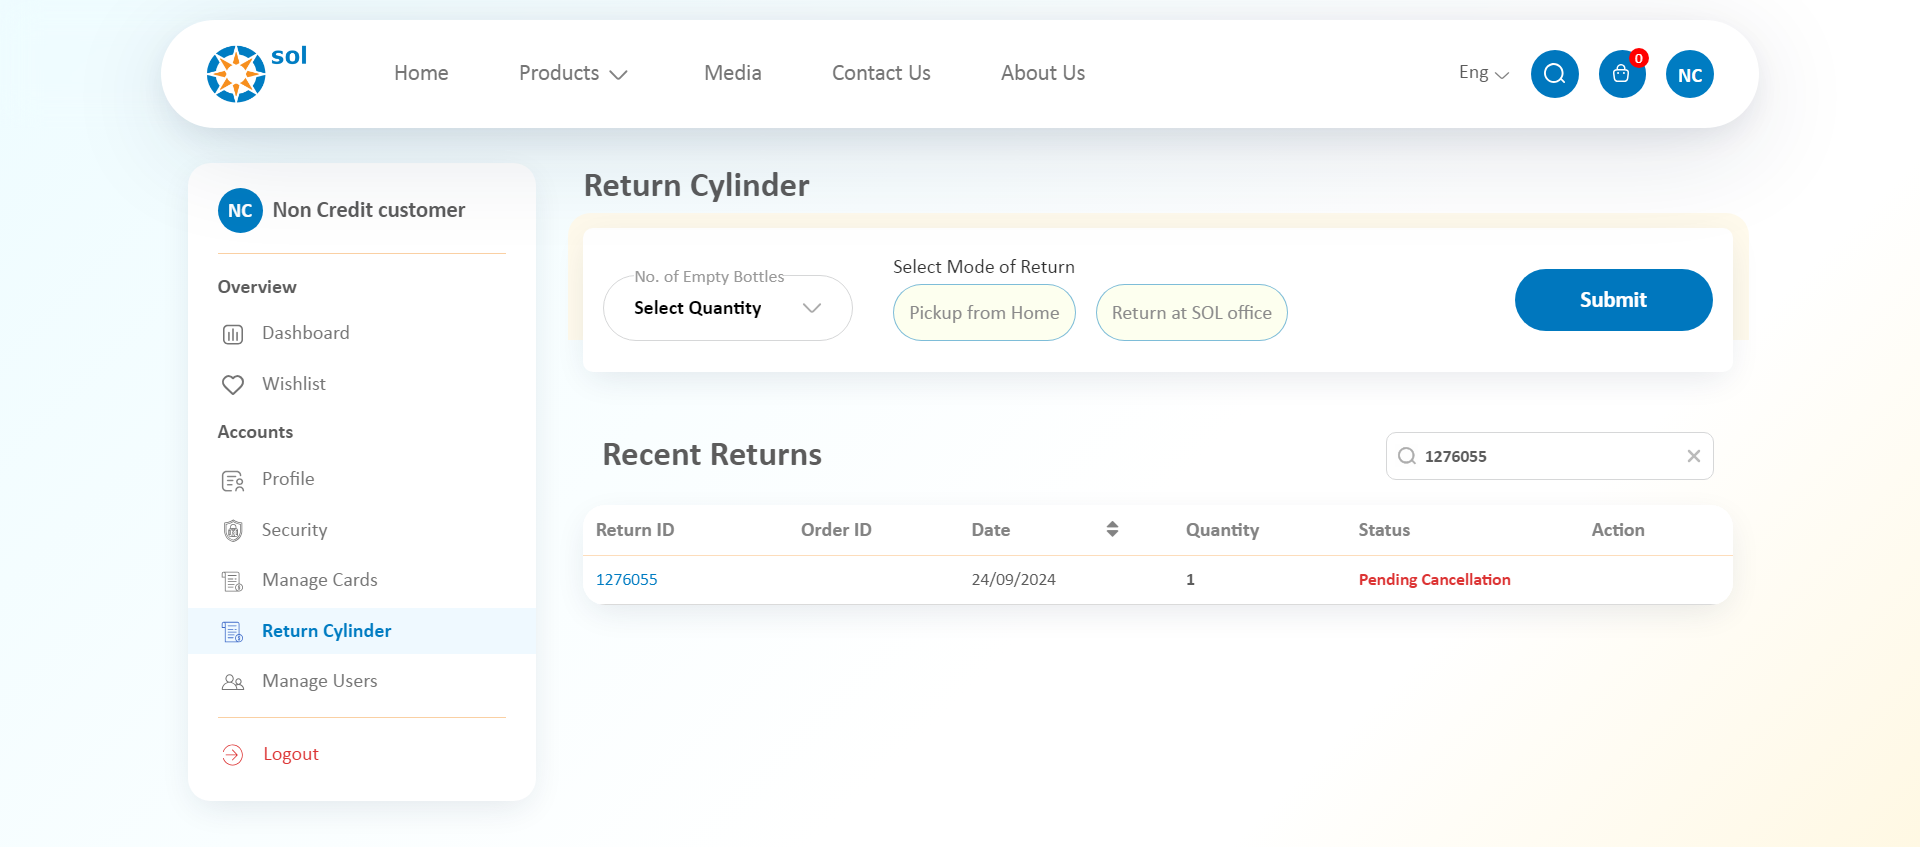 sol
Home Products Media Contact Us About Us Eng 0 NC
NC Non Credit customer
Overview
Dashboard
Wishlist
Accounts
Profile
Security
Manage Cards
Return Cylinder
Manage Users
Logout
Return Cylinder
No. of Empty Bottles
Select Quantity
Select Mode of Return
Pickup from Home Return at SOL office
Submit
Recent Returns
1276055
Return ID Order ID Date Quantity Status Action
1276055 24/09/2024 1 Pending Cancellation